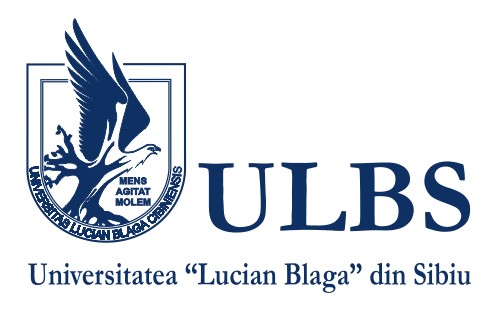 MENS
AGITAT
MOLEM
UNIVERSITAS LUCIAN BLAGA CIBINIENSIS
ULBS
Universitatea “Lucian Blaga” din Sibiu